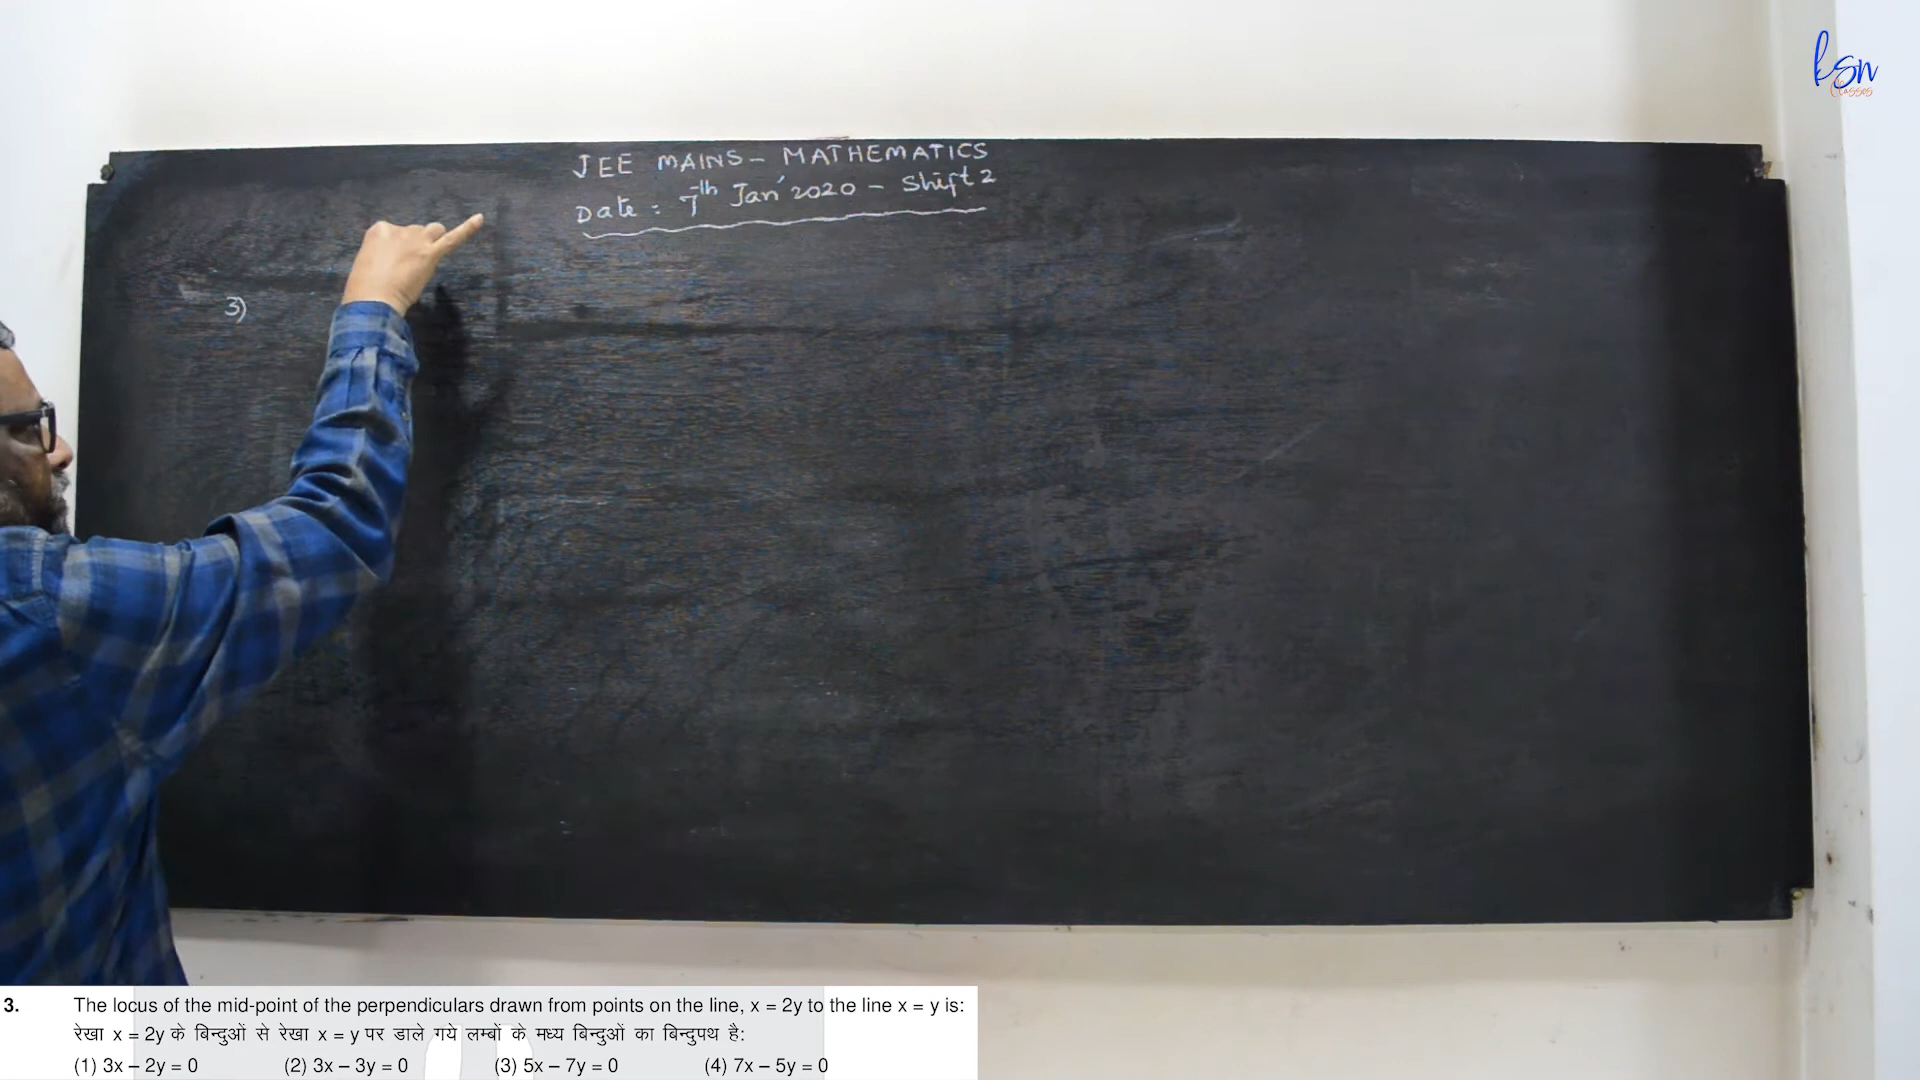 ksn
Classes
JEE MAINS - MATHEMATICS
Date : 7th Jan' 2020 - Shift 2
3)
3. The locus of the mid-point of the perpendiculars drawn from points on the line, x = 2y to the line x = y is:
रेखा x = 2y के बिन्दुओं से रेखा x = y पर डाले गये लम्बों के मध्य बिन्दुओं का बिन्दुपथ है:
(1) 3x – 2y = 0 (2) 3x – 3y = 0 (3) 5x – 7y = 0 (4) 7x – 5y = 0